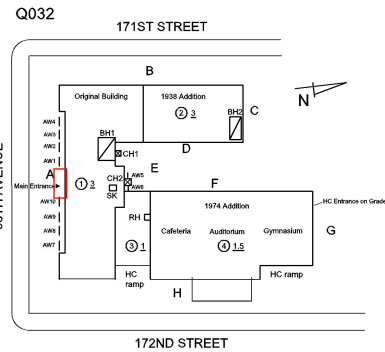 Q032
171ST STREET
B
Original Building
1938 Addition
② 3
BH2
C
N
AW4
AW3
AW2
AW1
BH1
CH1
D
E
A
Main Entrance
① 3
CH2
SK
AW5
AW6
F
AW10
AW9
AW8
AW7
RH
③ 1
1974 Addition
HC Entrance on Grade
Cafeteria
Auditorium
Gymnasium
④ 1.5
G
HC
ramp
H
HC ramp
172ND STREET